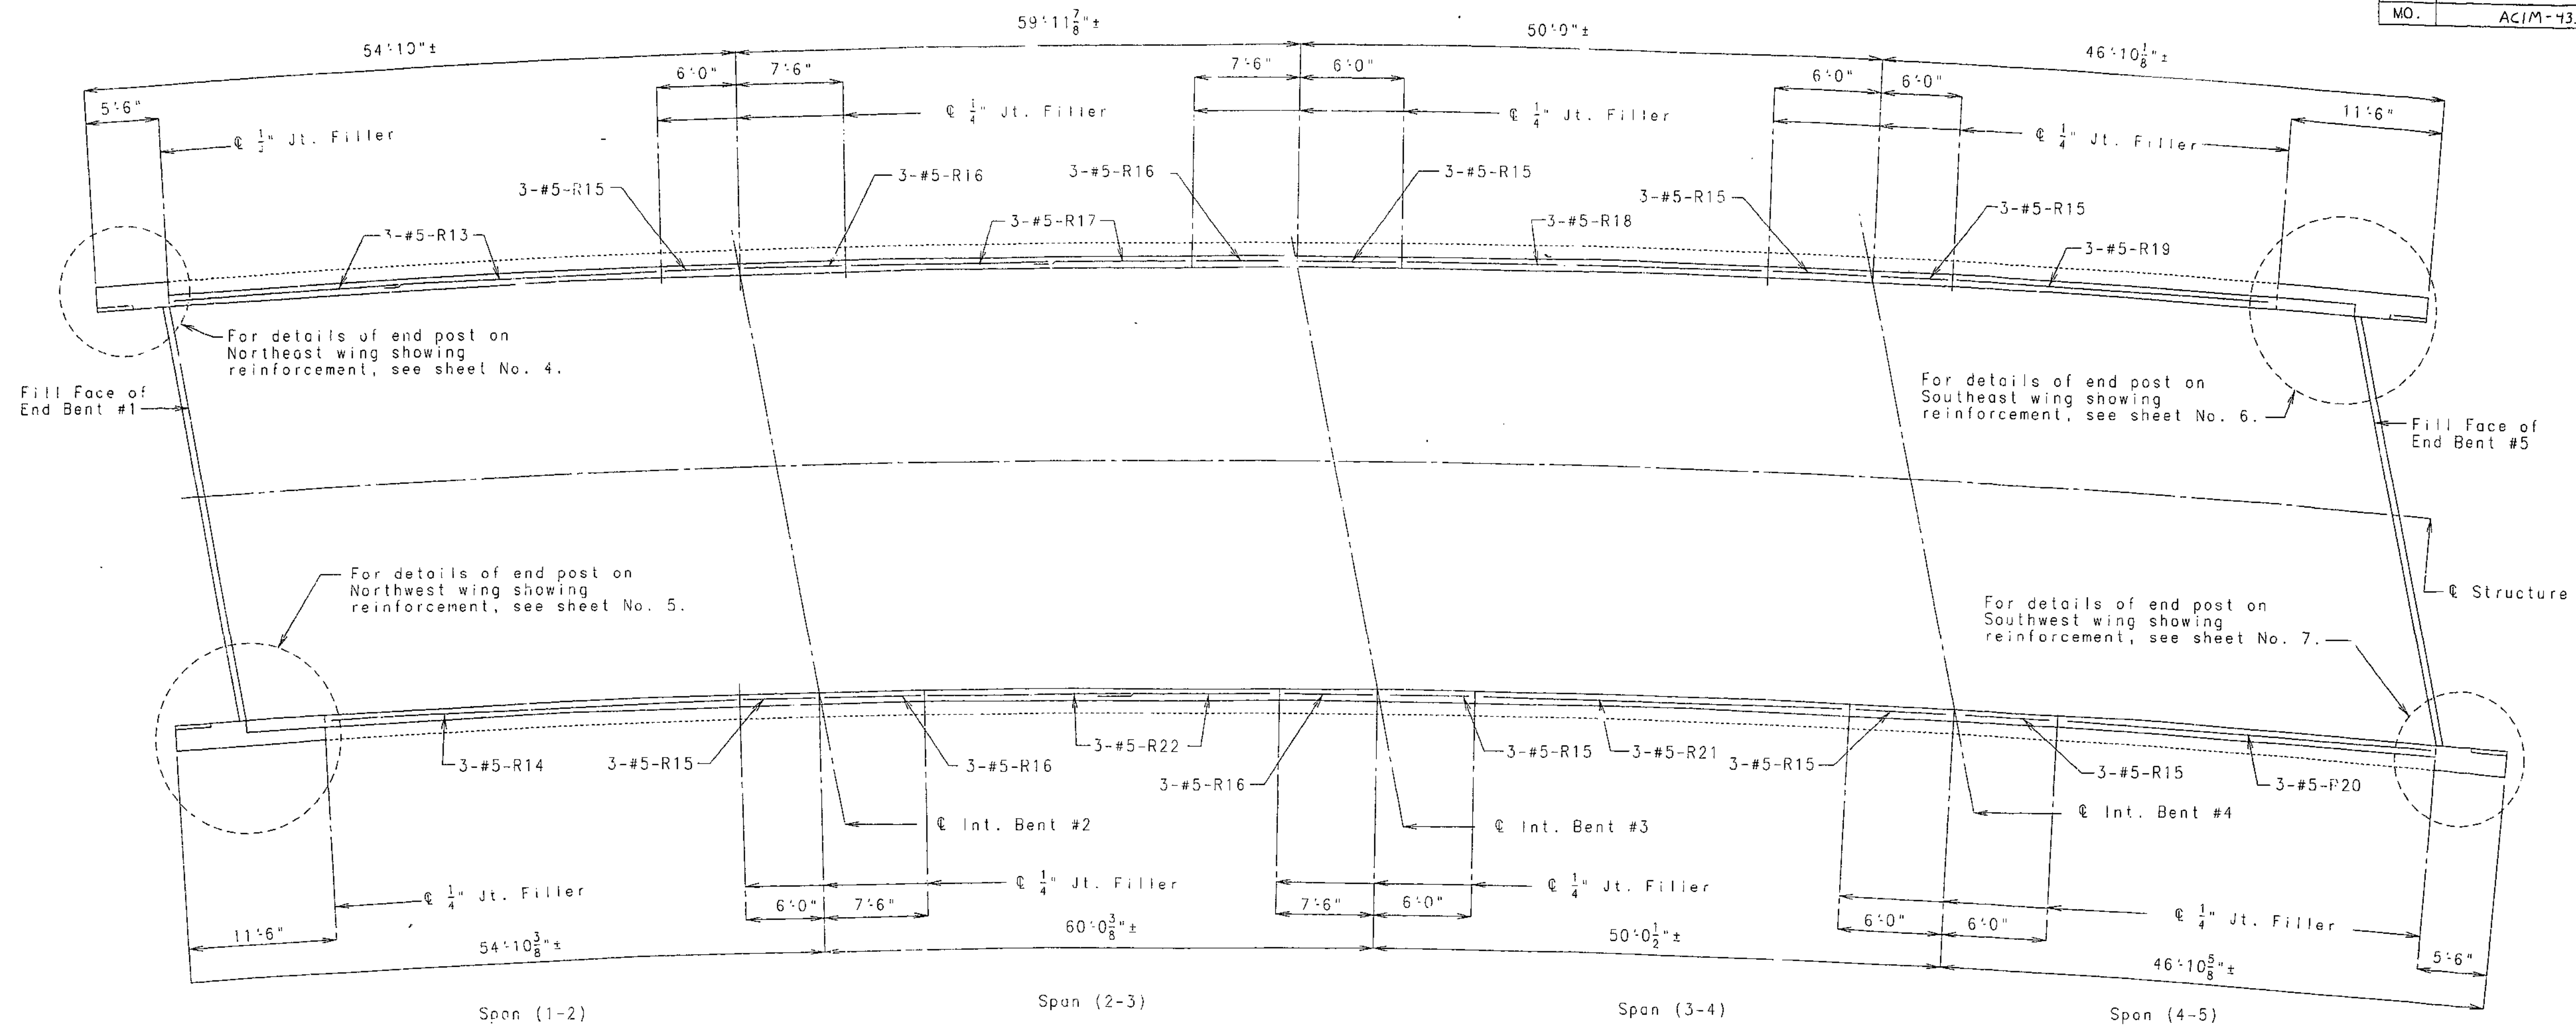 MO. ACIM-43
54'-10"±
59'-11 7/8"±
50'-0"±
46'-10 1/8"±
5'-6"
6'-0"
7'-6"
7'-6"
6'-0"
6'-0"
6'-0"
11'-6"
℄ Jt. Filler
℄ 1/4" Jt. Filler
℄ 1/4" Jt. Filler
℄ 1/4" Jt. Filler
3-#5-R13
3-#5-R15
3-#5-R16
3-#5-R17
3-#5-R16
3-#5-R15
3-#5-R18
3-#5-R15
3-#5-R15
3-#5-R19
For details of end post on
Northeast wing showing
reinforcement, see sheet No. 4.
Fill Face of
End Bent #1
For details of end post on
Southeast wing showing
reinforcement, see sheet No. 6.
Fill Face of
End Bent #5
For details of end post on
Northwest wing showing
reinforcement, see sheet No. 5.
℄ Structure
For details of end post on
Southwest wing showing
reinforcement, see sheet No. 7.
3-#5-R14
3-#5-R15
3-#5-R16
3-#5-R22
3-#5-R16
3-#5-R15
3-#5-R21
3-#5-R15
3-#5-R15
3-#5-R20
℄ Int. Bent #2
℄ Int. Bent #3
℄ Int. Bent #4
℄ 1/4" Jt. Filler
℄ 1/4" Jt. Filler
℄ 1/4" Jt. Filler
℄ 1/4" Jt. Filler
11'-6"
6'-0"
7'-6"
7'-6"
6'-0"
6'-0"
6'-0"
5'-6"
54'-10 3/8"±
60'-0 3/8"±
50'-0 1/2"±
46'-10 5/8"±
Span (1-2)
Span (2-3)
Span (3-4)
Span (4-5)